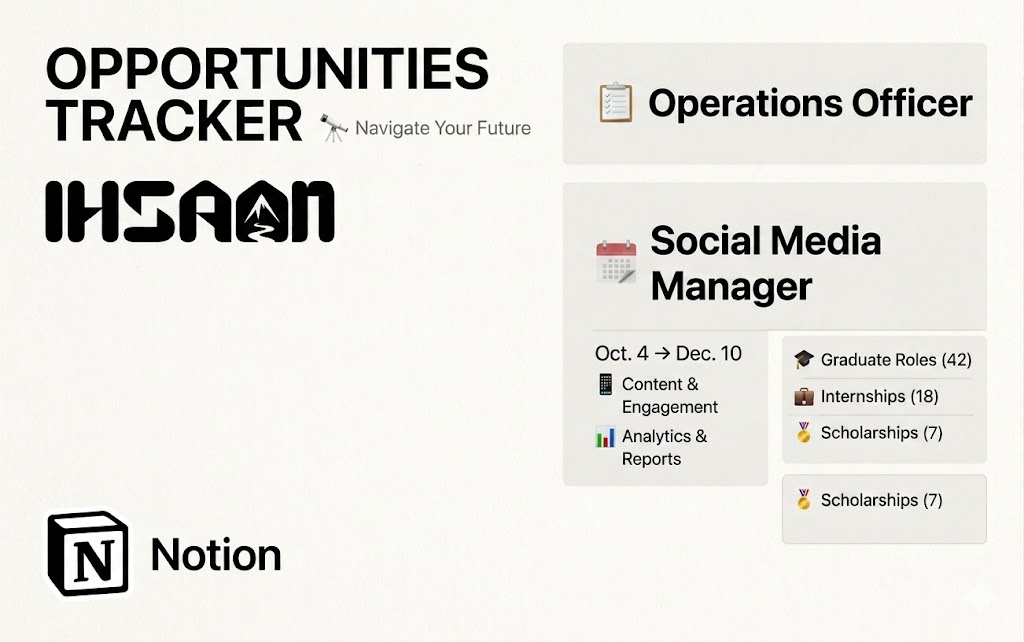 OPPORTUNITIES
TRACKER
Navigate Your Future
IHSAAN
N
Notion
Operations Officer
Social Media
Manager
Oct. 4 → Dec. 10
Content &
Engagement
Analytics &
Reports
Graduate Roles (42)
Internships (18)
Scholarships (7)
Scholarships (7)